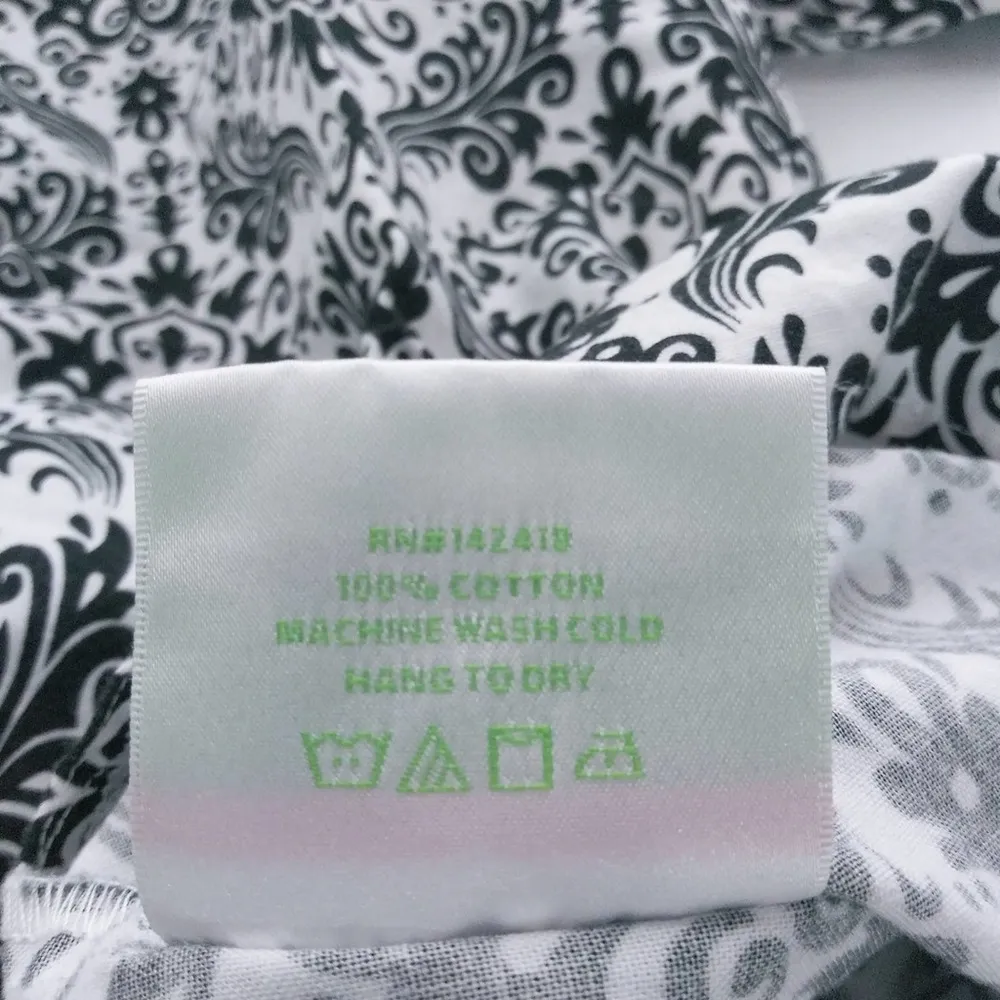 RN#142418
100% COTTON
MACHINE WASH COLD
HANG TO DRY